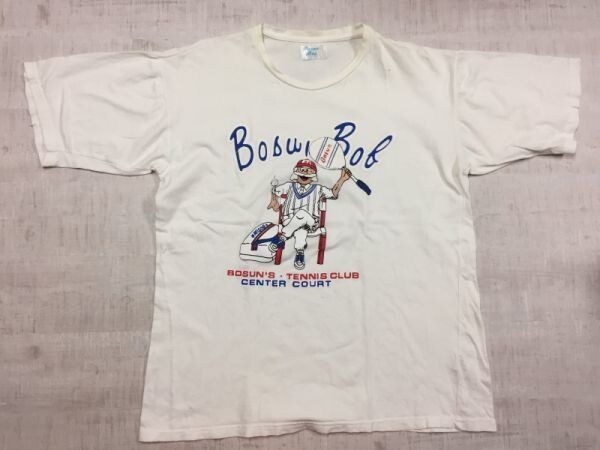 Bosun Bob
BOSUN'S · TENNIS CLUB
CENTER COURT